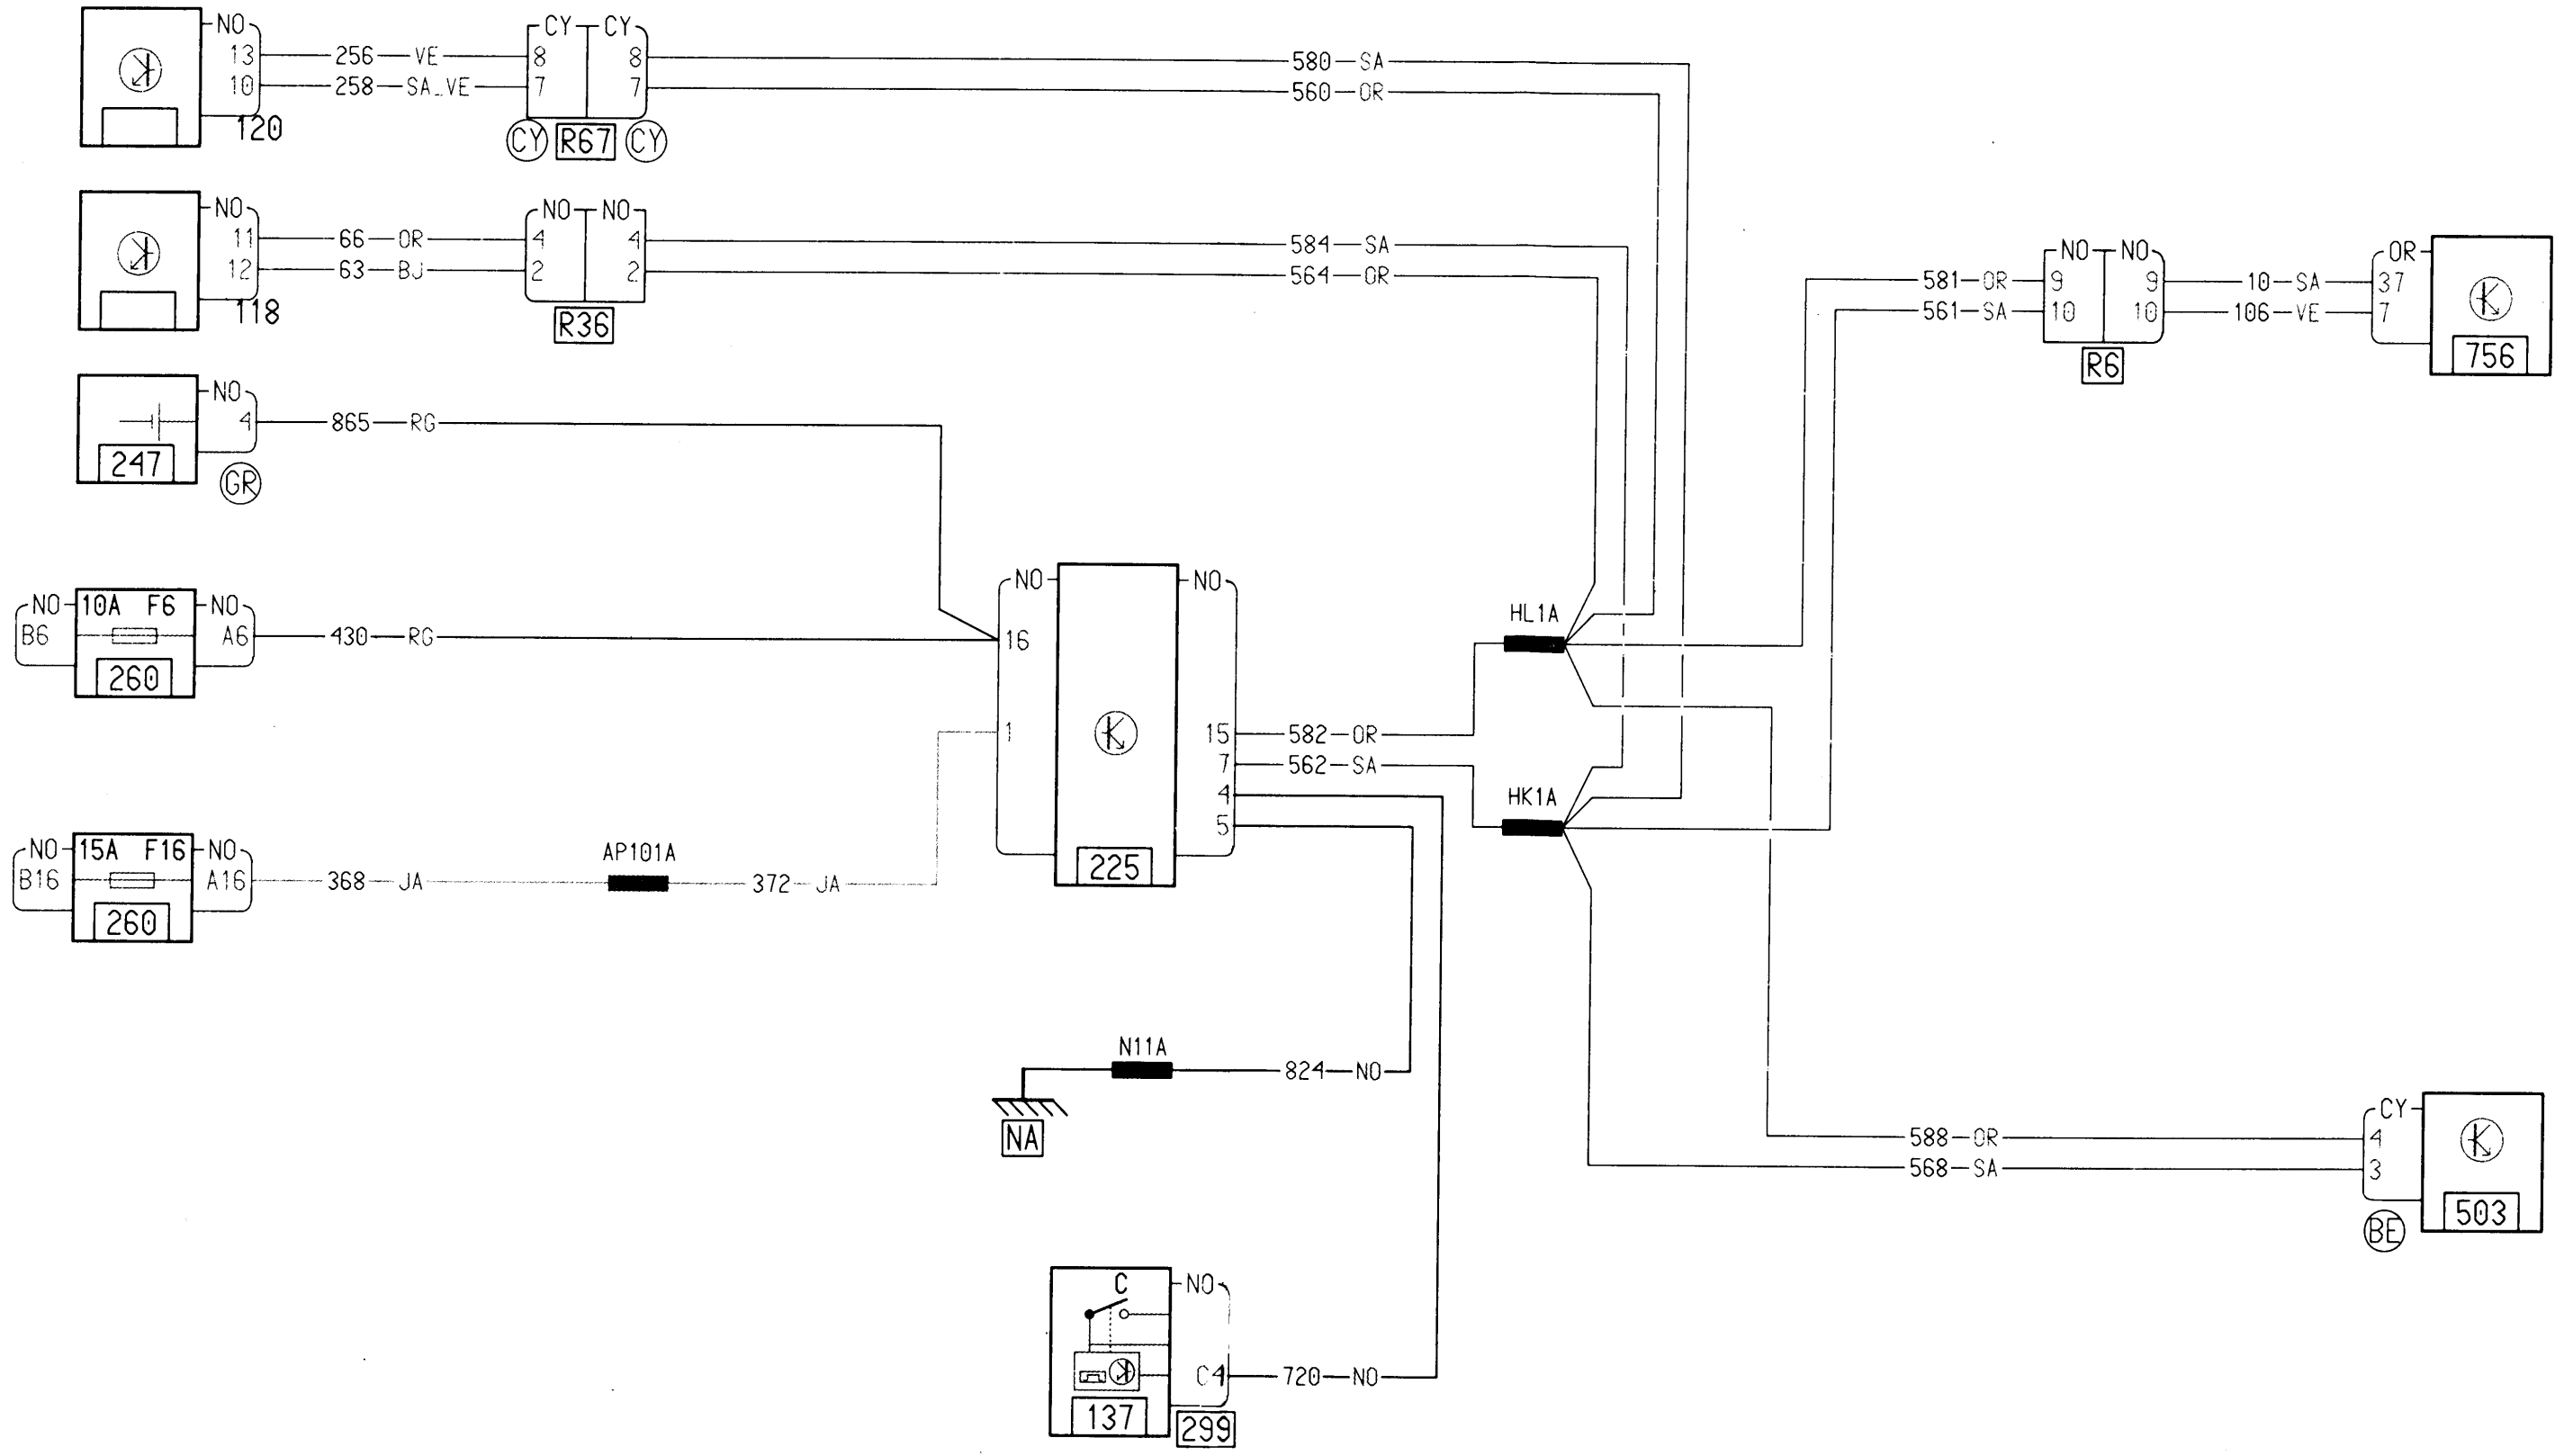 NO CY CY
13 256 VE 8 8 580 SA
10 258 SA_VE 7 7 560 OR
120 CY R67 CY
NO NO NO
11 66 OR 4 4 584 SA
12 63 BJ 2 2 564 OR
118 R36
NO NO OR
581 OR 9 9 10 SA 37
561 SA 10 10 106 VE 7
R6 756
NO
4 865 RG
247 GR
NO 10A F6 NO
B6 A6 430 RG
260
NO NO
16
1
15 582 OR
7 562 SA
4
5
225
HL1A
HK1A
NO 15A F16 NO
B16 A16 368 JA AP101A 372 JA
260
N11A
824 NO
NA
CY
588 OR 4
568 SA 3
BE 503
C NO
C4 720 NO
137 299